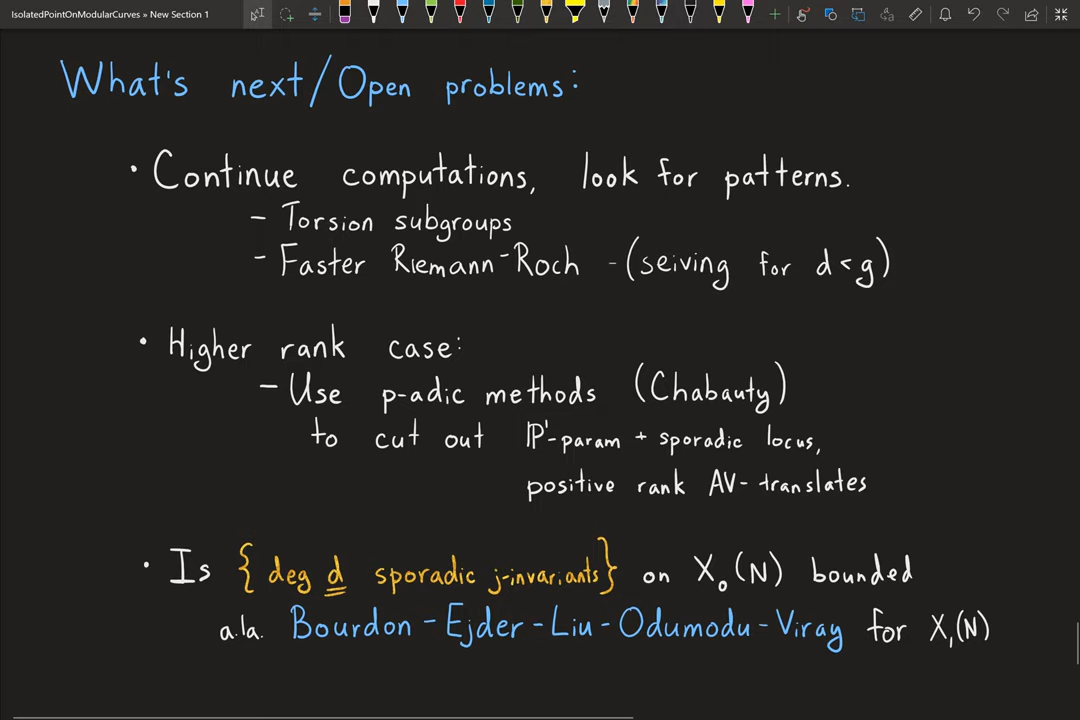 IsolatedPointOnModularCurves » New Section 1
What's next/Open problems:
• Continue computations, look for patterns.
- Torsion subgroups
- Faster Riemann-Roch - (seiving for d < g)
• Higher rank case:
- Use p-adic methods (Chabauty)
to cut out ℙ¹-param + sporadic locus,
positive rank AV-translates
• Is {deg d sporadic j-invariants} on X₀(N) bounded
a.la. Bourdon-Ejder-Liu-Odumodu-Viray for X₁(N)